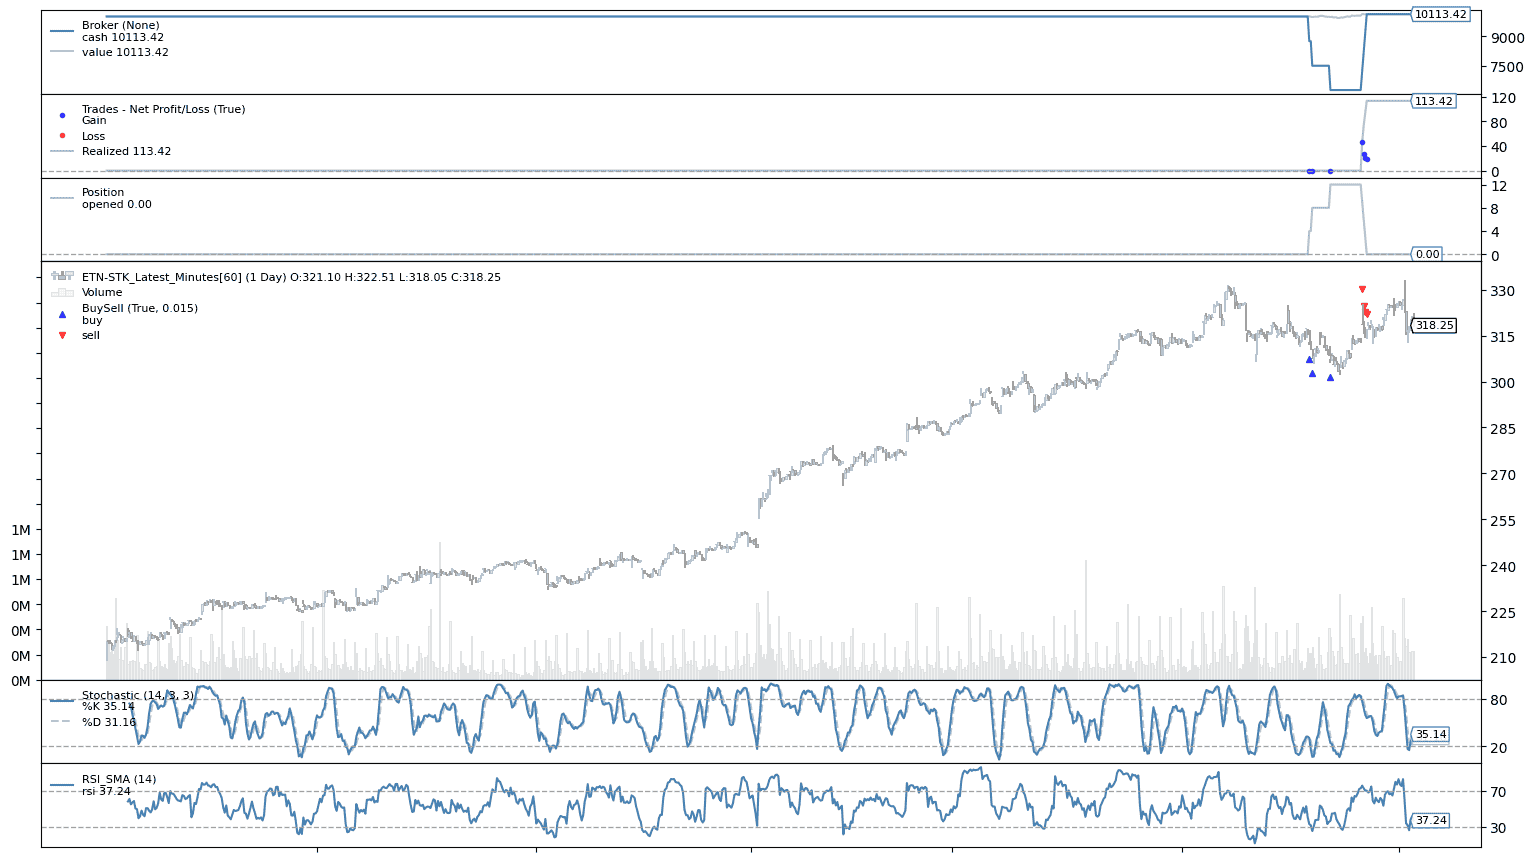 Broker (None)
cash 10113.42
value 10113.42
10113.42
9000
7500
Trades - Net Profit/Loss (True)
Gain
Loss
Realized 113.42
120
113.42
80
40
0
Position
opened 0.00
12
8
4
0.00
0
ETN-STK_Latest_Minutes[60] (1 Day) O:321.10 H:322.51 L:318.05 C:318.25
Volume
BuySell (True, 0.015)
buy
sell
330
318.25
315
300
285
270
255
240
225
210
1M
1M
1M
0M
0M
0M
0M
Stochastic (14, 3, 3)
%K 35.14
%D 31.16
80
35.14
20
RSI_SMA (14)
rsi 37.24
70
37.24
30